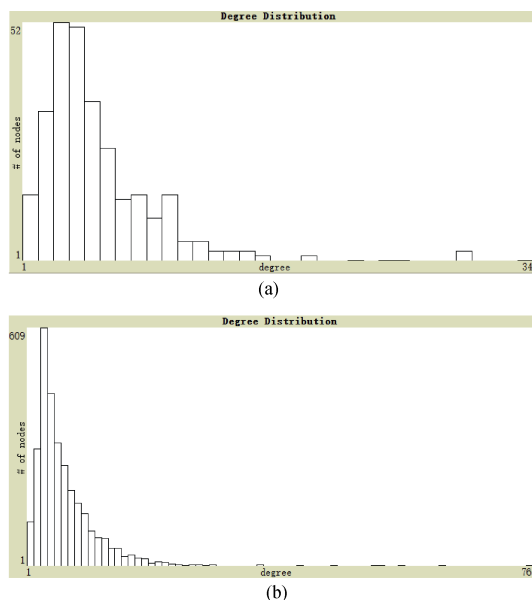 Degree Distribution
52
# of nodes
1
1 degree 34
(a)
Degree Distribution
609
# of nodes
1
1 degree 76
(b)